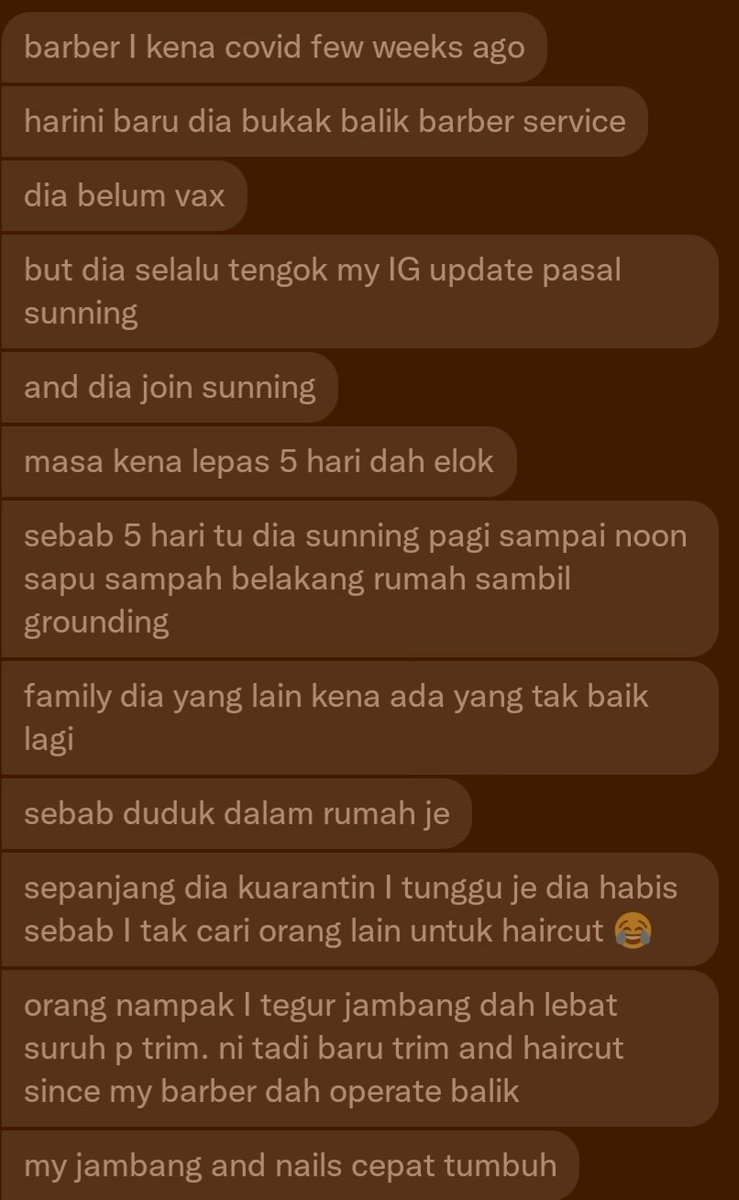 barber I kena covid few weeks ago
harini baru dia bukak balik barber service
dia belum vax
but dia selalu tengok my IG update pasal
sunning
and dia join sunning
masa kena lepas 5 hari dah elok
sebab 5 hari tu dia sunning pagi sampai noon
sapu sampah belakang rumah sambil
grounding
family dia yang lain kena ada yang tak baik
lagi
sebab duduk dalam rumah je
sepanjang dia kuarantin I tunggu je dia habis
sebab I tak cari orang lain untuk haircut 😂
orang nampak I tegur jambang dah lebat
suruh p trim. ni tadi baru trim and haircut
since my barber dah operate balik
my jambang and nails cepat tumbuh